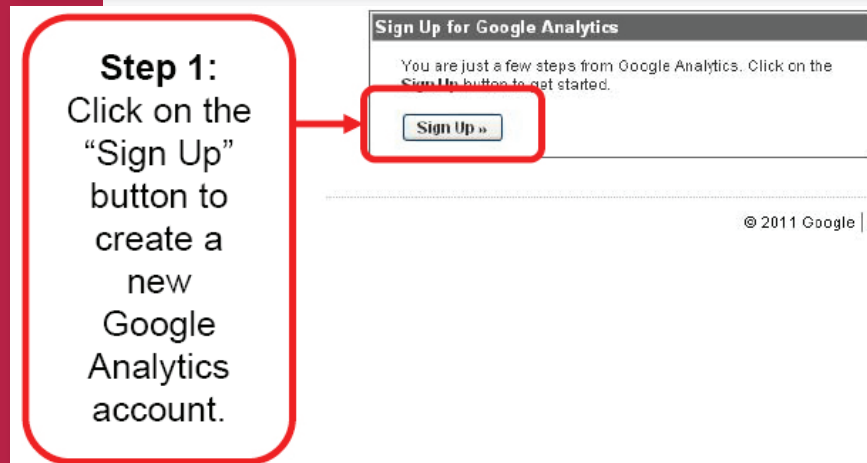 Step 1:
Click on the
“Sign Up”
button to
create a
new
Google
Analytics
account.
Sign Up for Google Analytics
You are just a few steps from Google Analytics. Click on the
Sign Up button to get started.
Sign Up »
© 2011 Google |